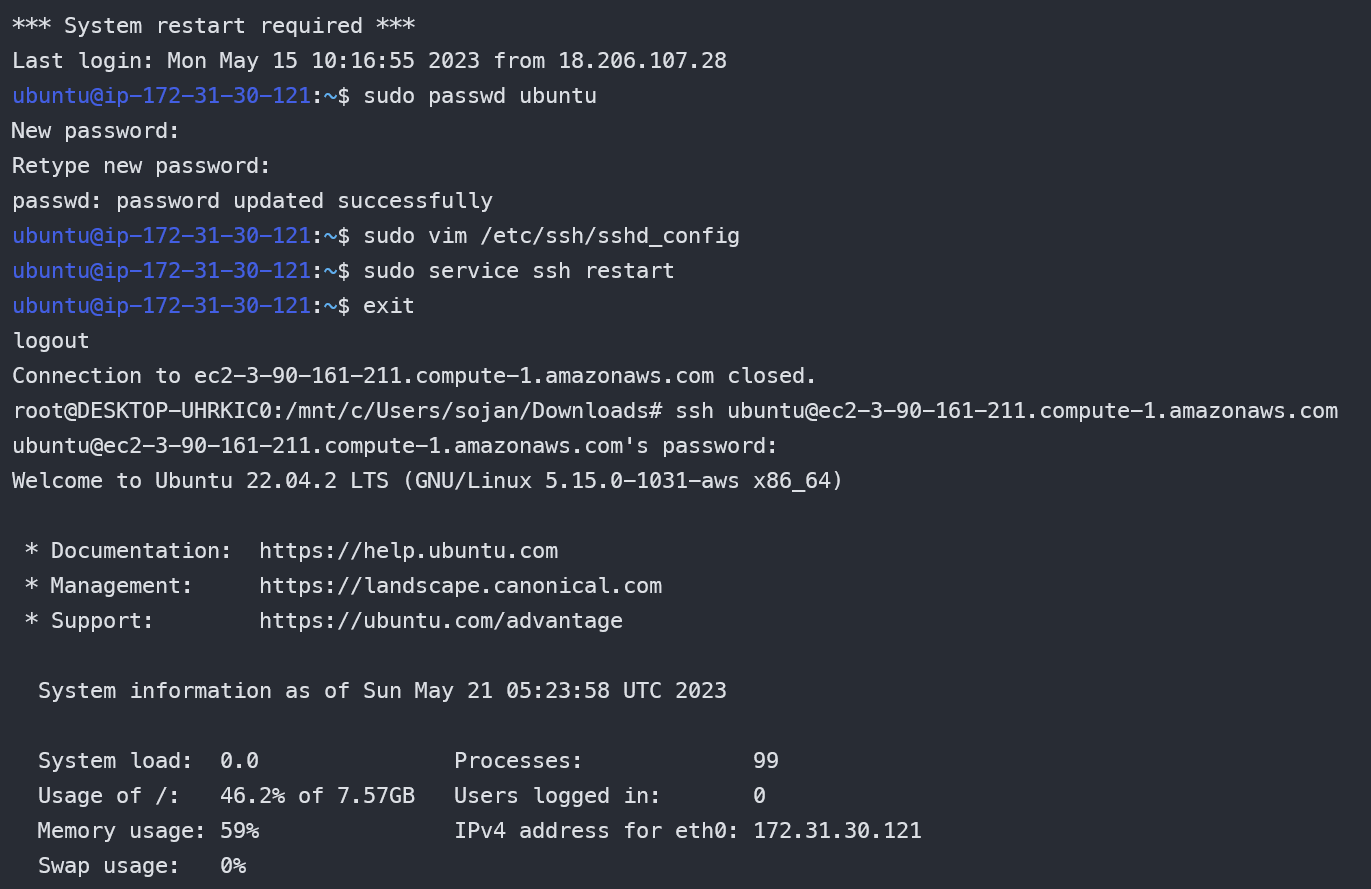 *** System restart required ***
Last login: Mon May 15 10:16:55 2023 from 18.206.107.28
ubuntu@ip-172-31-30-121:~$ sudo passwd ubuntu
New password:
Retype new password:
passwd: password updated successfully
ubuntu@ip-172-31-30-121:~$ sudo vim /etc/ssh/sshd_config
ubuntu@ip-172-31-30-121:~$ sudo service ssh restart
ubuntu@ip-172-31-30-121:~$ exit
logout
Connection to ec2-3-90-161-211.compute-1.amazonaws.com closed.
root@DESKTOP-UHRKIC0:/mnt/c/Users/sojan/Downloads# ssh ubuntu@ec2-3-90-161-211.compute-1.amazonaws.com
ubuntu@ec2-3-90-161-211.compute-1.amazonaws.com's password:
Welcome to Ubuntu 22.04.2 LTS (GNU/Linux 5.15.0-1031-aws x86_64)

 * Documentation:  https://help.ubuntu.com
 * Management:     https://landscape.canonical.com
 * Support:        https://ubuntu.com/advantage

  System information as of Sun May 21 05:23:58 UTC 2023

  System load:  0.0               Processes:             99
  Usage of /:   46.2% of 7.57GB   Users logged in:       0
  Memory usage: 59%               IPv4 address for eth0: 172.31.30.121
  Swap usage:   0%